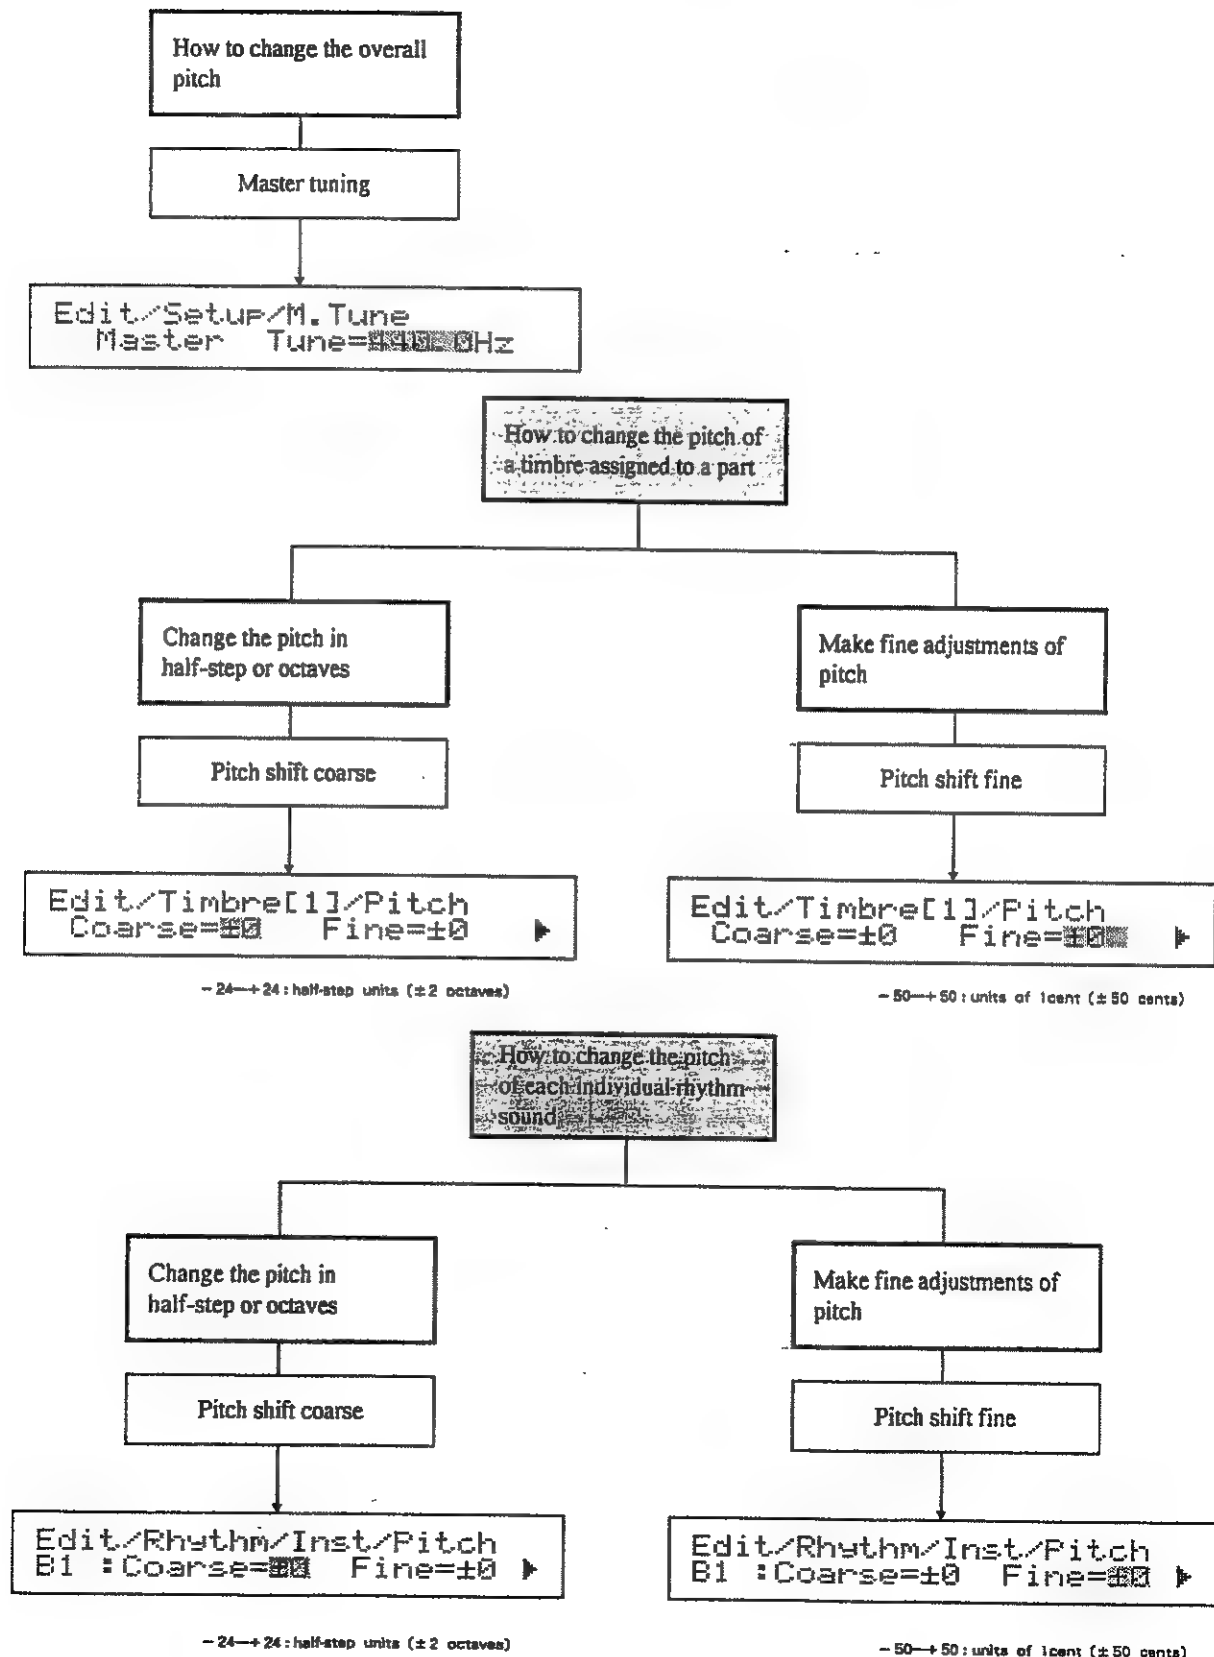 How to change the overall
pitch
Master tuning
Edit/Setup/M.Tune
Master Tune=440.0Hz
How to change the pitch of
a timbre assigned to a part
Change the pitch in
half-step or octaves
Make fine adjustments of
pitch
Pitch shift coarse
Pitch shift fine
Edit/Timbre[1]/Pitch
Coarse=±0 Fine=±0 ▶
Edit/Timbre[1]/Pitch
Coarse=±0 Fine=±0 ▶
−24—+24 : half-step units (±2 octaves)
−50—+50 : units of 1cent (±50 cents)
How to change the pitch
of each individual rhythm
sound
Change the pitch in
half-step or octaves
Make fine adjustments of
pitch
Pitch shift coarse
Pitch shift fine
Edit/Rhythm/Inst/Pitch
B1 :Coarse=±0 Fine=±0 ▶
Edit/Rhythm/Inst/Pitch
B1 :Coarse=±0 Fine=±0 ▶
−24—+24 : half-step units (±2 octaves)
−50—+50 : units of 1cent (±50 cents)